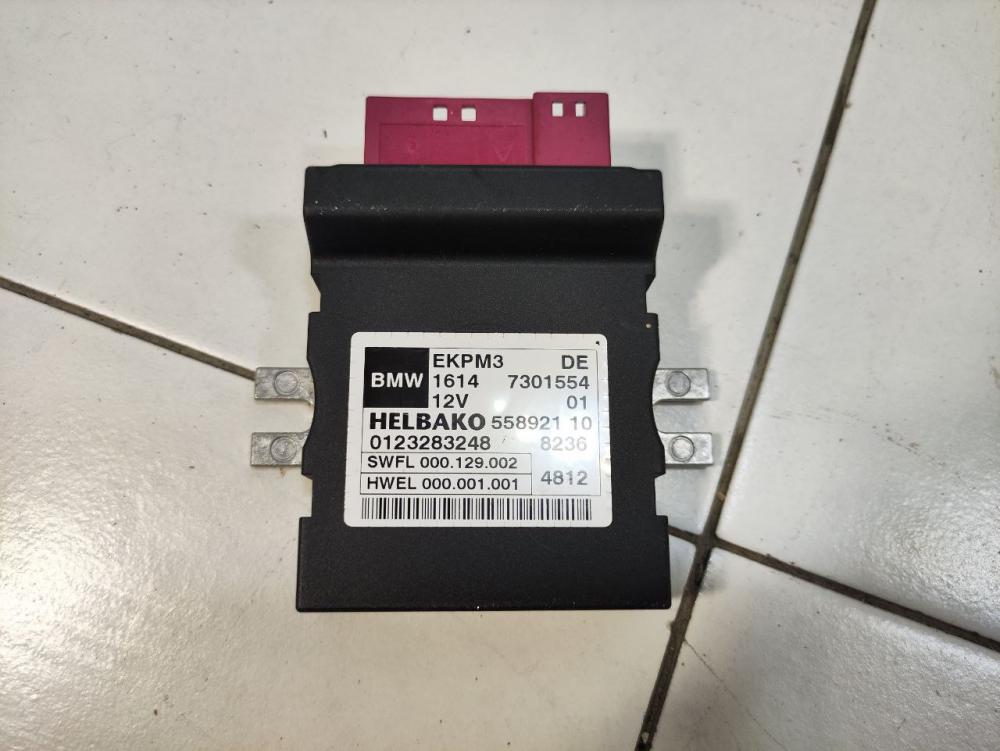 BMW
EKPM3 DE
1614 7301554
12V 01
HELBAKO 558921 10
0123283248 8236
SWFL 000.129.002
HWEL 000.001.001 4812